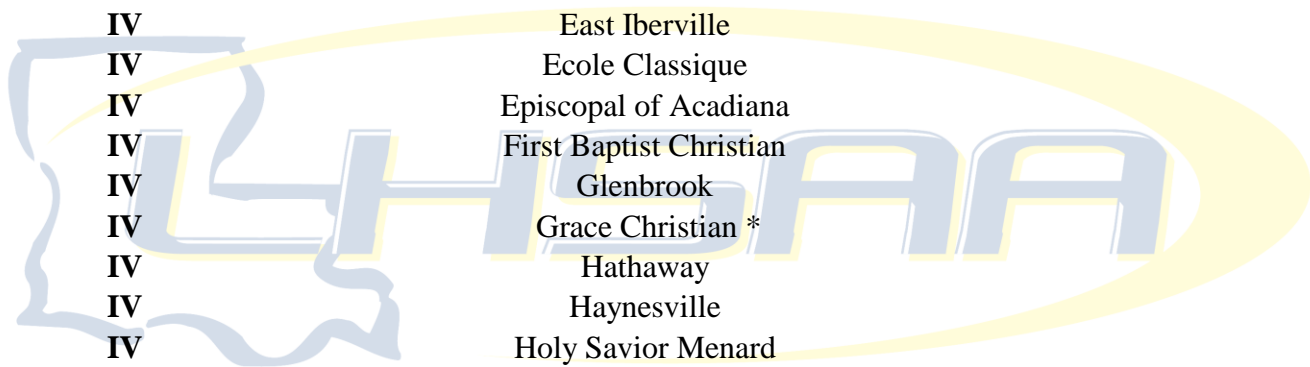 IV East Iberville
IV Ecole Classique
IV Episcopal of Acadiana
IV First Baptist Christian
IV Glenbrook
IV Grace Christian *
IV Hathaway
IV Haynesville
IV Holy Savior Menard
LHSAA